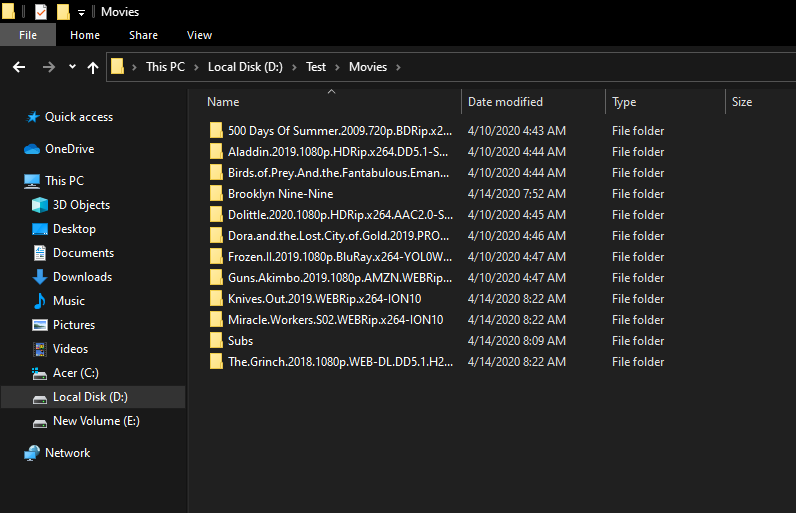 Movies
File Home Share View
This PC Local Disk (D:) Test Movies
Name Date modified Type Size
Quick access
OneDrive
This PC
3D Objects
Desktop
Documents
Downloads
Music
Pictures
Videos
Acer (C:)
Local Disk (D:)
New Volume (E:)
Network
500 Days Of Summer.2009.720p.BDRip.x2... 4/10/2020 4:43 AM File folder
Aladdin.2019.1080p.HDRip.x264.DD5.1-S... 4/10/2020 4:44 AM File folder
Birds.of.Prey.And.the.Fantabulous.Eman... 4/10/2020 4:44 AM File folder
Brooklyn Nine-Nine 4/14/2020 7:52 AM File folder
Dolittle.2020.1080p.HDRip.x264.AAC2.0-S... 4/10/2020 4:45 AM File folder
Dora.and.the.Lost.City.of.Gold.2019.PRO... 4/10/2020 4:46 AM File folder
Frozen.II.2019.1080p.BluRay.x264-YOL0W... 4/10/2020 4:47 AM File folder
Guns.Akimbo.2019.1080p.AMZN.WEBRip... 4/10/2020 4:47 AM File folder
Knives.Out.2019.WEBRip.x264-ION10 4/14/2020 8:22 AM File folder
Miracle.Workers.S02.WEBRip.x264-ION10 4/14/2020 8:22 AM File folder
Subs 4/14/2020 8:09 AM File folder
The.Grinch.2018.1080p.WEB-DL.DD5.1.H2... 4/14/2020 8:22 AM File folder